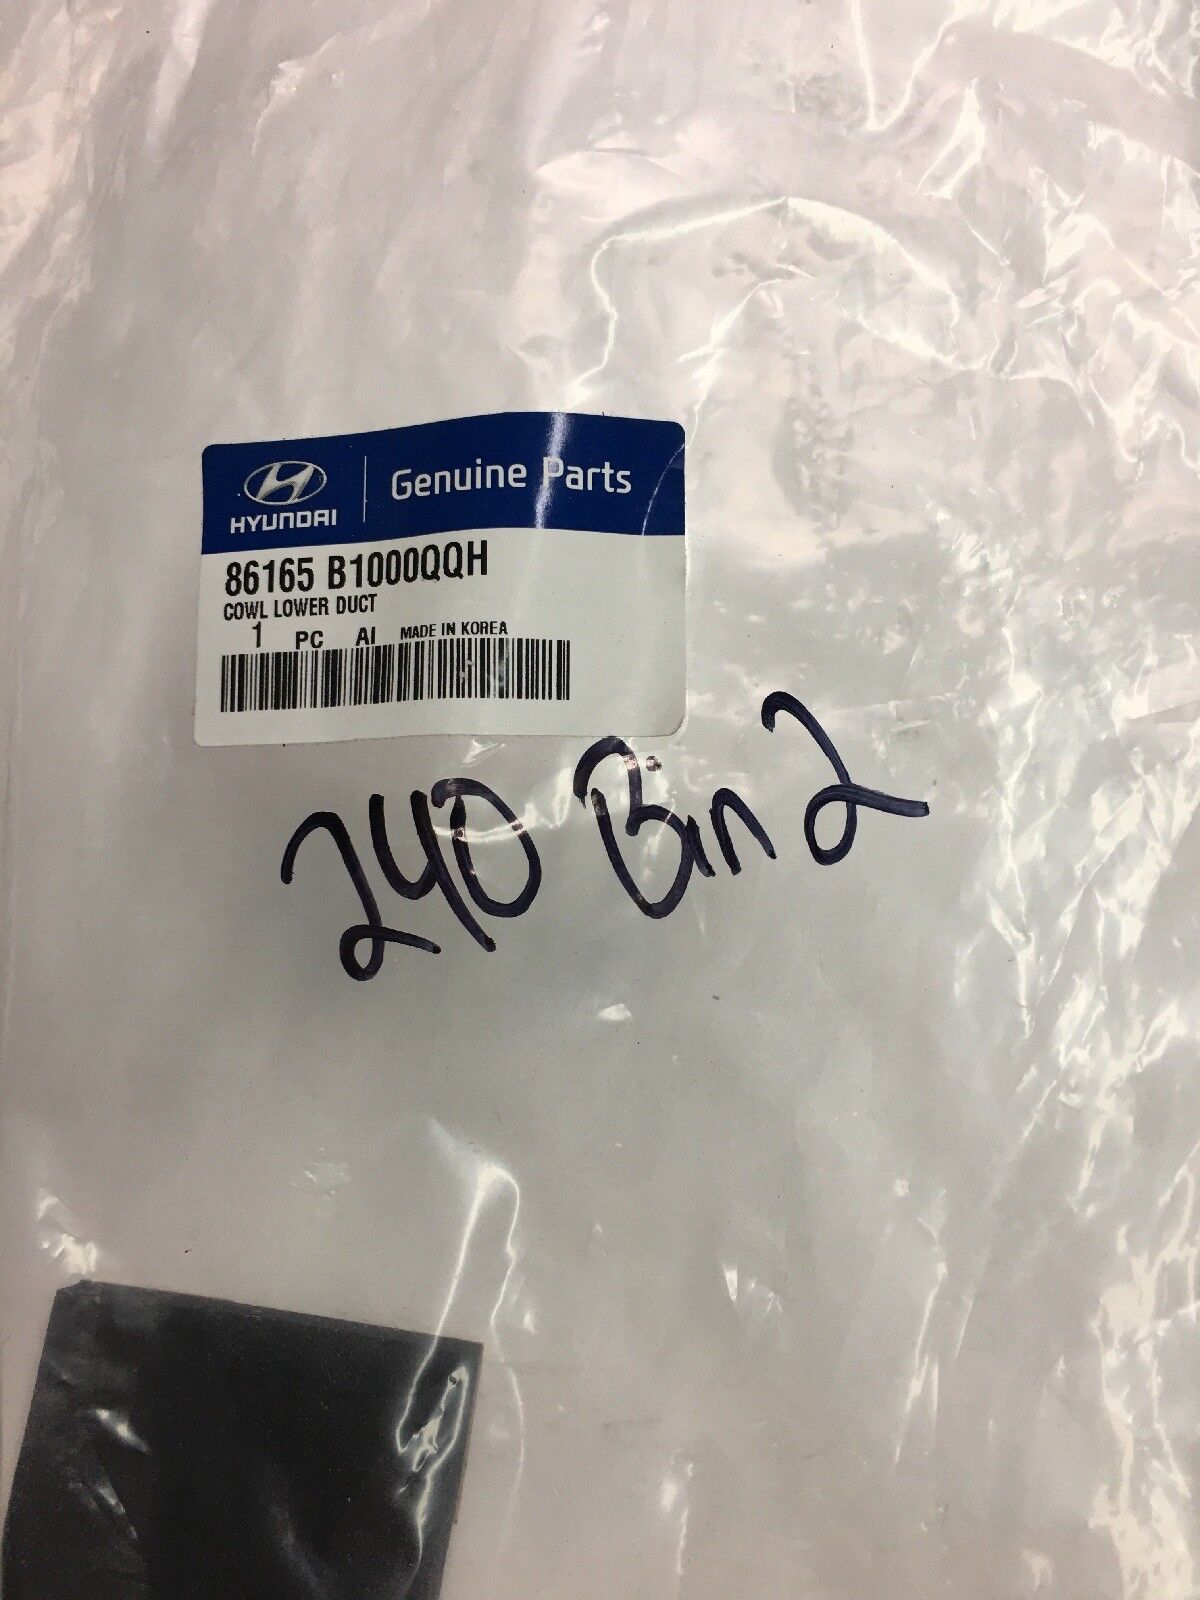 HYUNDAI
Genuine Parts
86165 B1000QQH
COWL LOWER DUCT
1 PC AI MADE IN KOREA
240 Bin 2